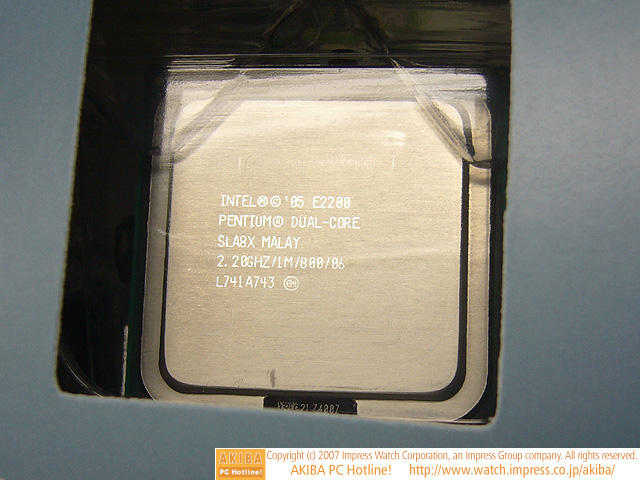 INTEL®©'05 E2200
PENTIUM® DUAL-CORE
SLA8X MALAY
2.20GHZ/1M/800/06
L741A743 e4
AKIBA
PC Hotline!
Copyright (c) 2007 Impress Watch Corporation, an Impress Group company. All rights reserved.
AKIBA PC Hotline! http://www.watch.impress.co.jp/akiba/